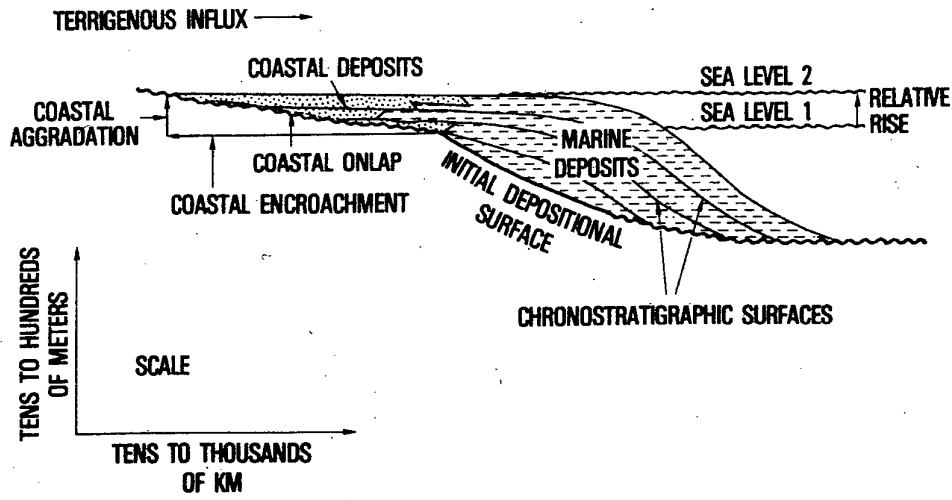 TERRIGENOUS INFLUX
COASTAL DEPOSITS
SEA LEVEL 2
COASTAL
AGGRADATION
SEA LEVEL 1
RELATIVE
RISE
MARINE
DEPOSITS
COASTAL ONLAP
COASTAL ENCROACHMENT
INITIAL DEPOSITIONAL
SURFACE
CHRONOSTRATIGRAPHIC SURFACES
TENS TO HUNDREDS
OF METERS
SCALE
TENS TO THOUSANDS
OF KM